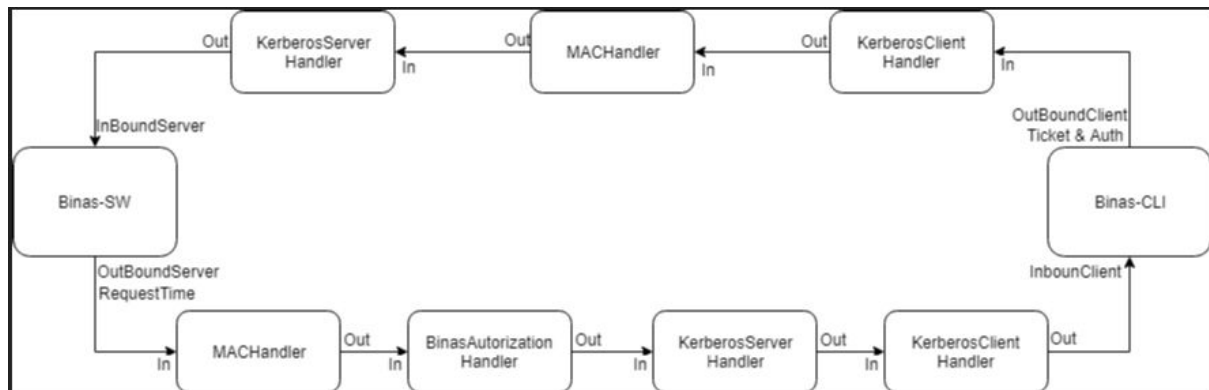 Out
KerberosServer
Handler
In
Out
MACHandler
In
Out
KerberosClient
Handler
In
InBoundServer
OutBoundClient
Ticket & Auth
Binas-SW
Binas-CLI
OutBoundServer
RequestTime
InbounClient
In
MACHandler
Out
In
BinasAutorization
Handler
Out
In
KerberosServer
Handler
Out
In
KerberosClient
Handler
Out